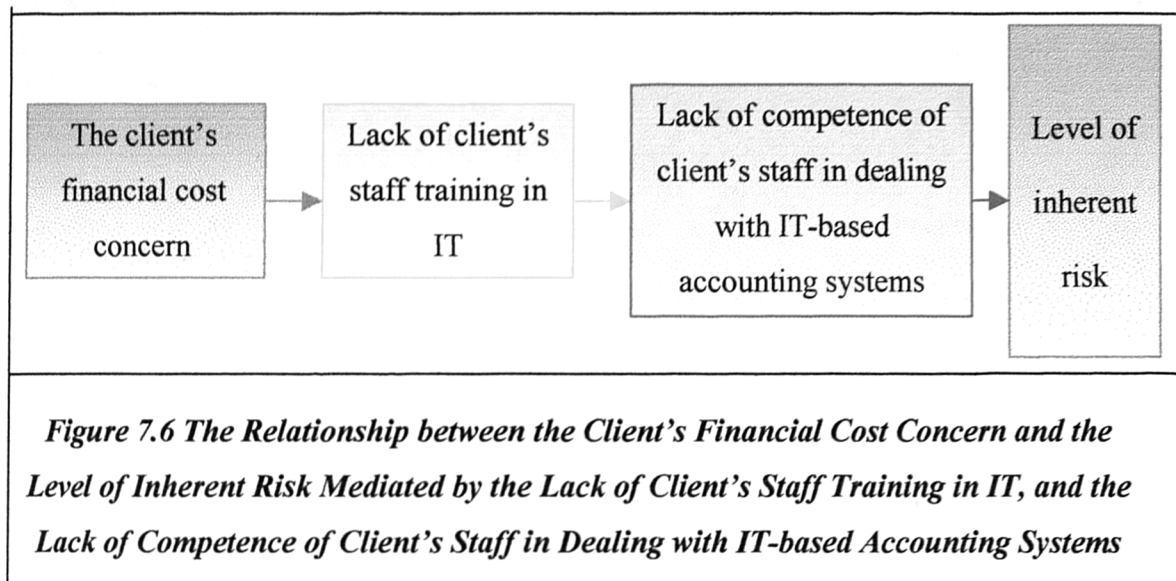 The client's
financial cost
concern
Lack of client's
staff training in
IT
Lack of competence of
client's staff in dealing
with IT-based
accounting systems
Level of
inherent
risk
Figure 7.6 The Relationship between the Client's Financial Cost Concern and the
Level of Inherent Risk Mediated by the Lack of Client's Staff Training in IT, and the
Lack of Competence of Client's Staff in Dealing with IT-based Accounting Systems